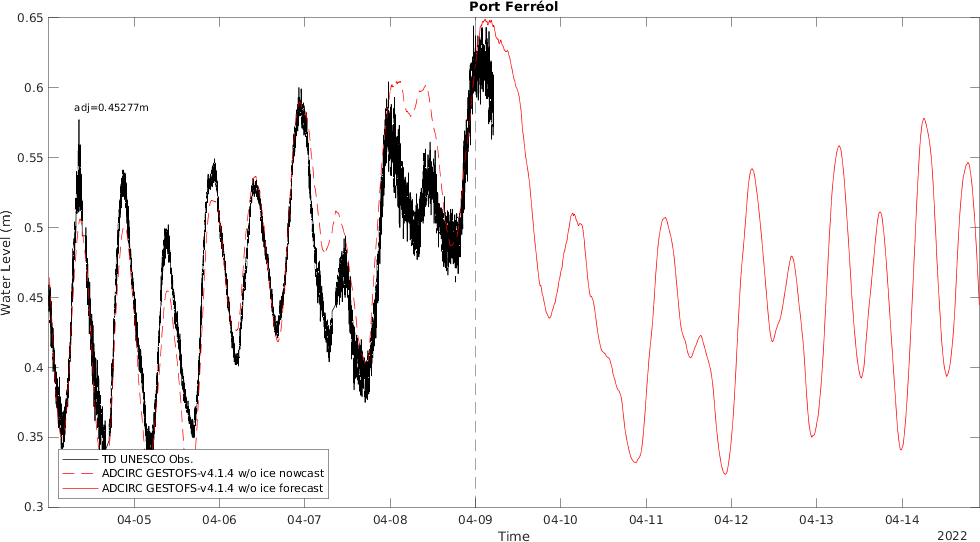 Port Ferréol
0.65
0.6
adj=0.45277m
0.55
0.5
Water Level (m)
0.45
0.4
0.35
0.3
TD UNESCO Obs.
ADCIRC GESTOFS-v4.1.4 w/o ice nowcast
ADCIRC GESTOFS-v4.1.4 w/o ice forecast
04-05 04-06 04-07 04-08 04-09 04-10 04-11 04-12 04-13 04-14
Time
2022